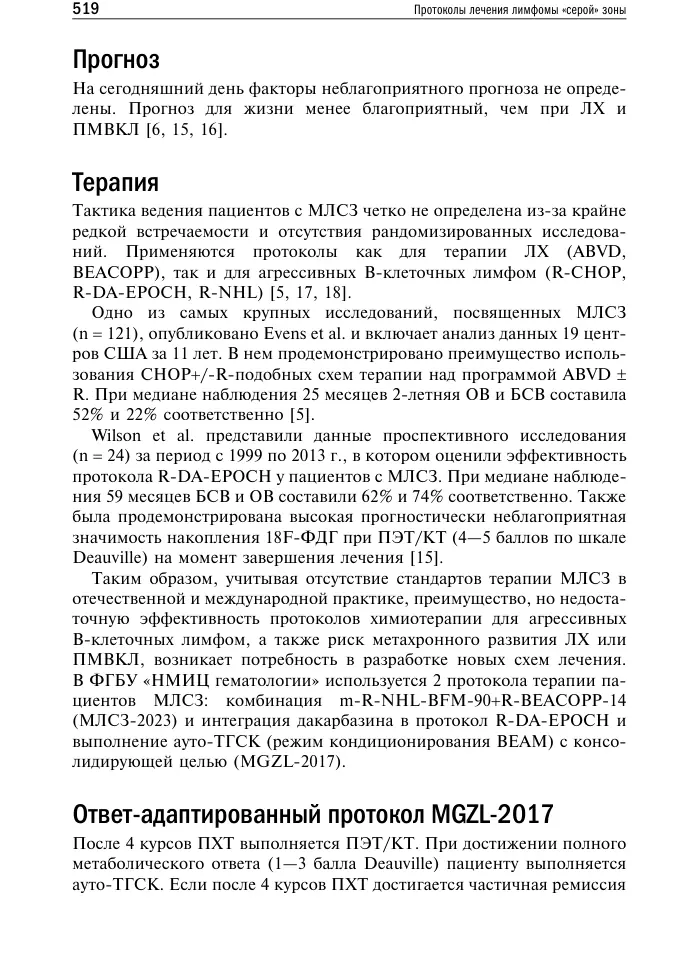 519
Протоколы лечения лимфомы «серой» зоны
Прогноз
На сегодняшний день факторы неблагоприятного прогноза не опреде-
лены. Прогноз для жизни менее благоприятный, чем при ЛХ и
ПМВКЛ [6, 15, 16].
Терапия
Тактика ведения пациентов с МЛСЗ четко не определена из-за крайне
редкой встречаемости и отсутствия рандомизированных исследова-
ний. Применяются протоколы как для терапии ЛХ (ABVD,
BEACOPP), так и для агрессивных В-клеточных лимфом (R-CHOP,
R-DA-EPOCH, R-NHL) [5, 17, 18].
Одно из самых крупных исследований, посвященных МЛСЗ
(n = 121), опубликовано Evens et al. и включает анализ данных 19 цент-
ров США за 11 лет. В нем продемонстрировано преимущество исполь-
зования CHOP+/-R-подобных схем терапии над программой ABVD ±
R. При медиане наблюдения 25 месяцев 2-летняя ОВ и БСВ составила
52% и 22% соответственно [5].
Wilson et al. представили данные проспективного исследования
(n = 24) за период с 1999 по 2013 г., в котором оценили эффективность
протокола R-DA-EPOCH у пациентов с МЛСЗ. При медиане наблюде-
ния 59 месяцев БСВ и ОВ составили 62% и 74% соответственно. Также
была продемонстрирована высокая прогностически неблагоприятная
значимость накопления 18F-ФДГ при ПЭТ/КТ (4—5 баллов по шкале
Deauville) на момент завершения лечения [15].
Таким образом, учитывая отсутствие стандартов терапии МЛСЗ в
отечественной и международной практике, преимущество, но недоста-
точную эффективность протоколов химиотерапии для агрессивных
В-клеточных лимфом, а также риск метахронного развития ЛХ или
ПМВКЛ, возникает потребность в разработке новых схем лечения.
В ФГБУ «НМИЦ гематологии» используется 2 протокола терапии па-
циентов МЛСЗ: комбинация m-R-NHL-BFM-90+R-BEACOPP-14
(МЛСЗ-2023) и интеграция дакарбазина в протокол R-DA-EPOCH и
выполнение ауто-ТГСК (режим кондиционирования BEAM) с консо-
лидирующей целью (MGZL-2017).
Ответ-адаптированный протокол MGZL-2017
После 4 курсов ПХТ выполняется ПЭТ/КТ. При достижении полного
метаболического ответа (1—3 балла Deauville) пациенту выполняется
ауто-ТГСК. Если после 4 курсов ПХТ достигается частичная ремиссия